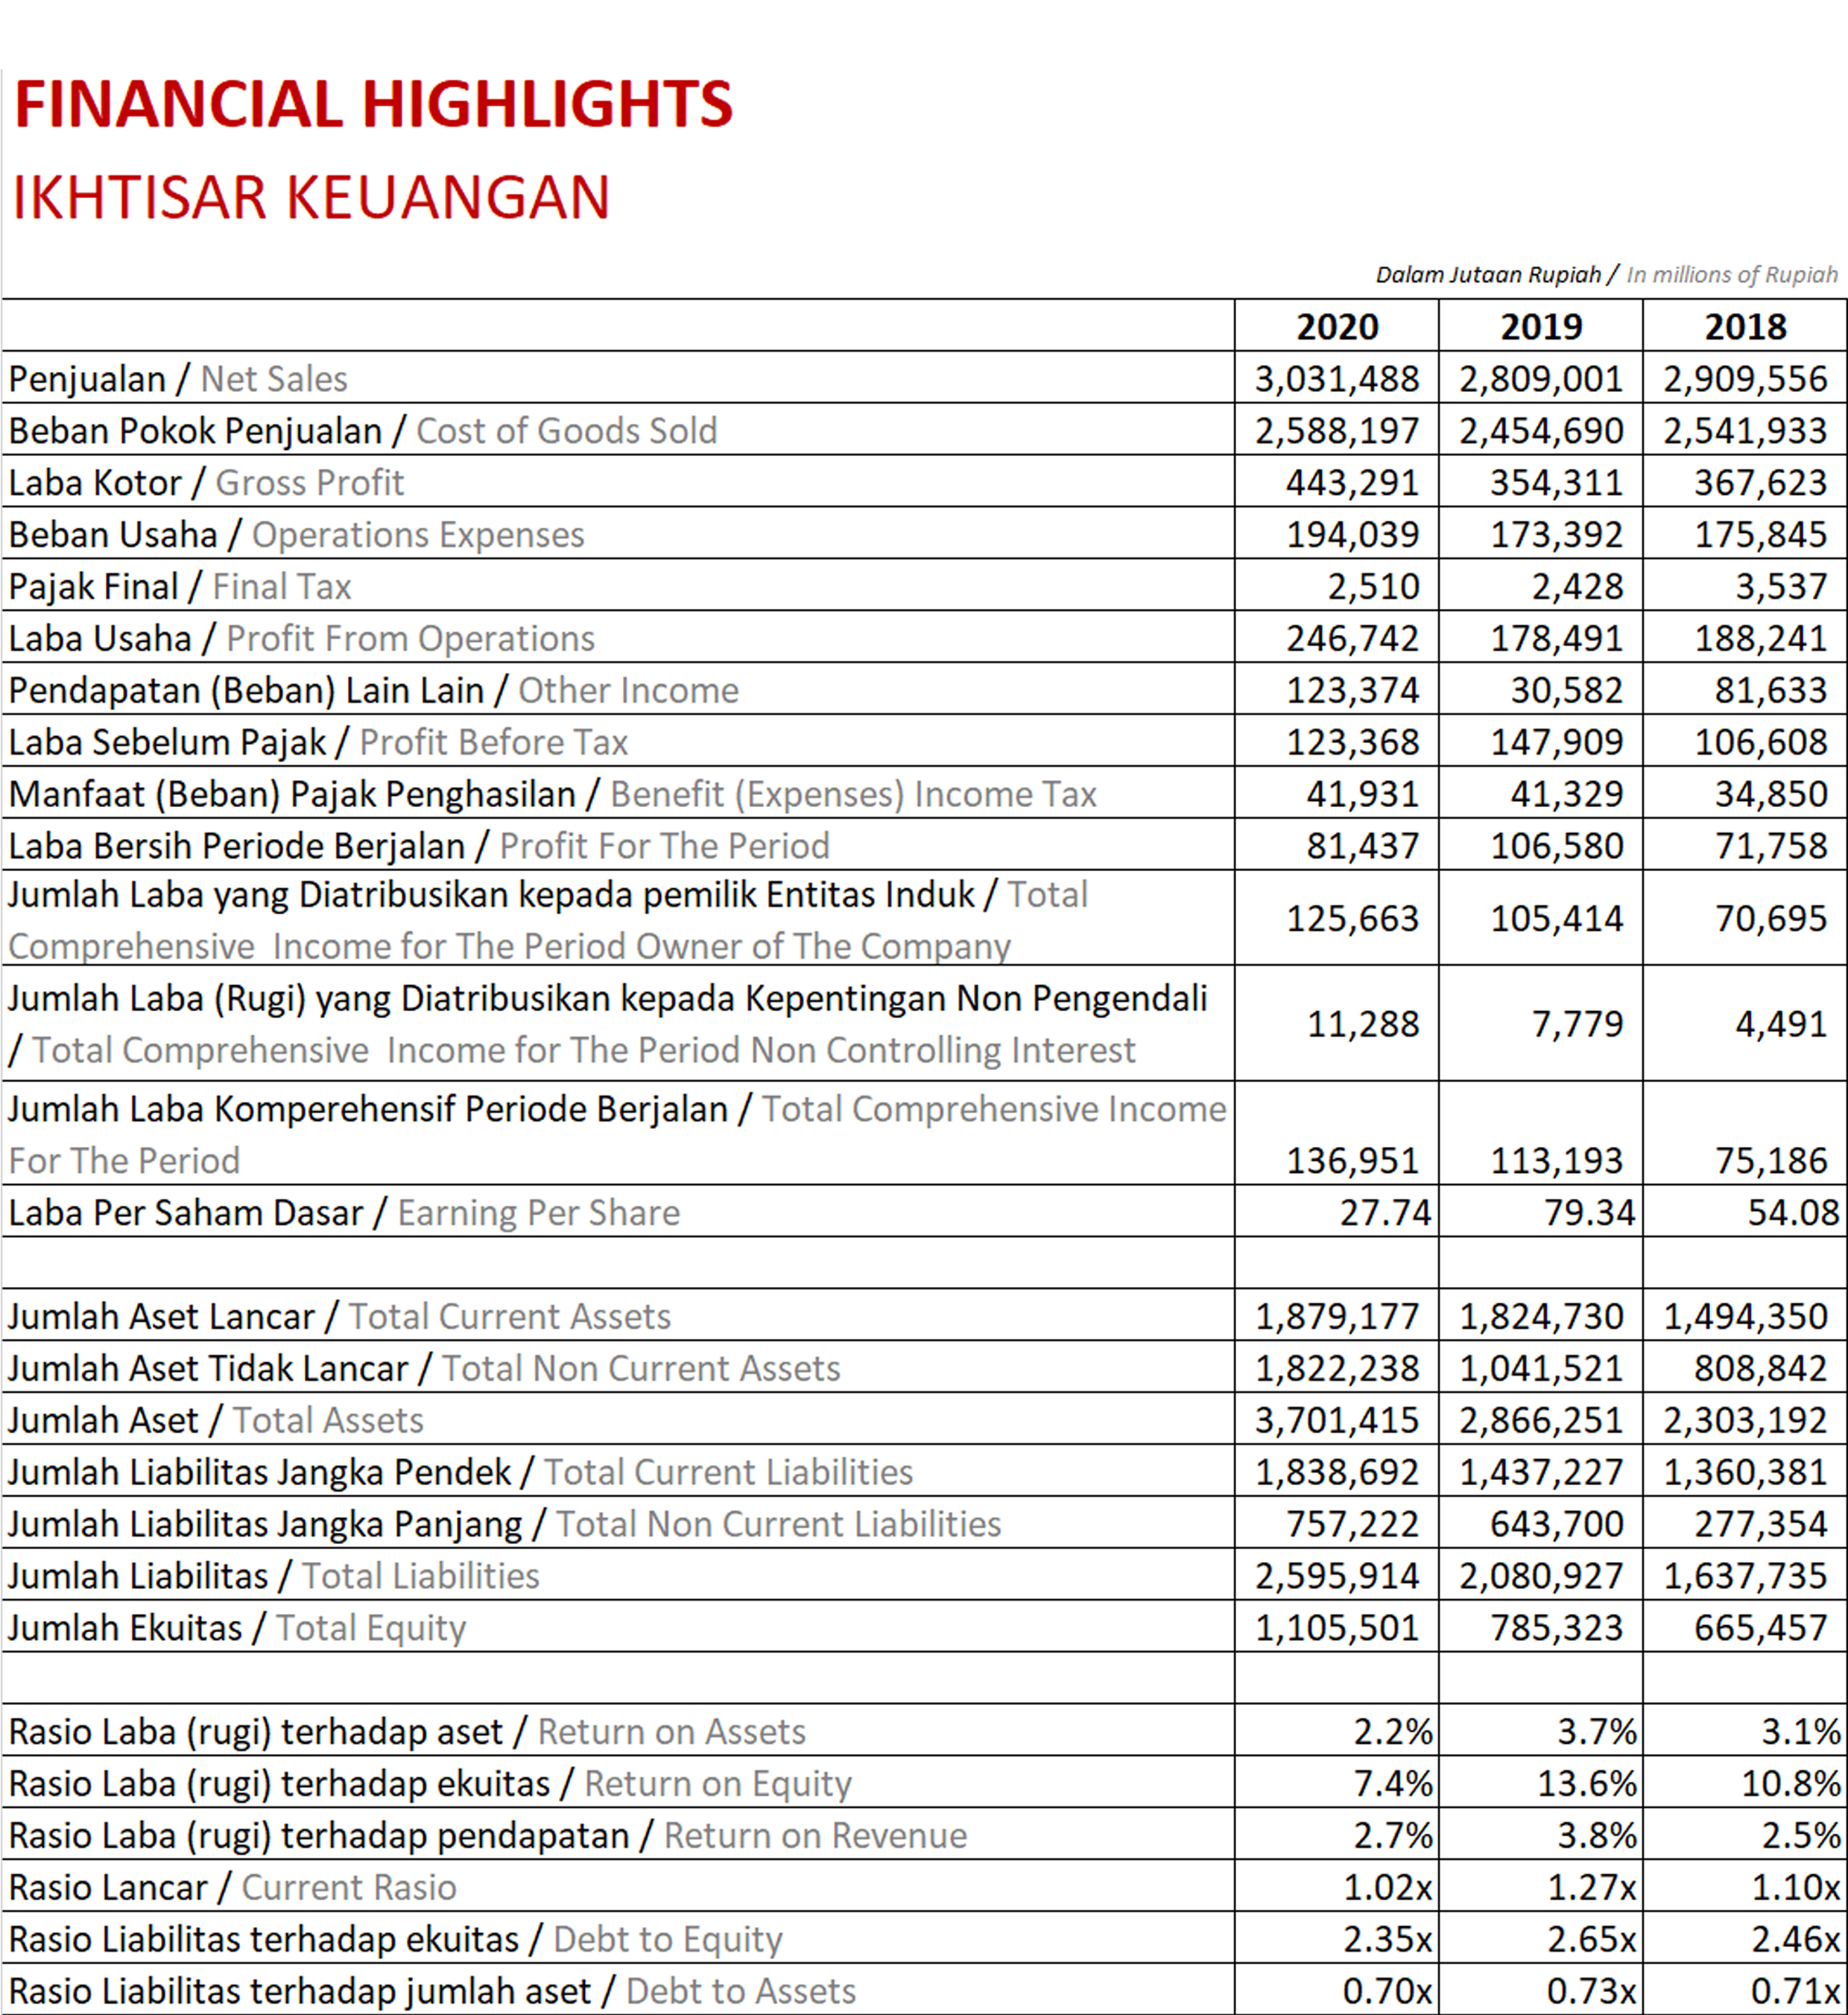 FINANCIAL HIGHLIGHTS
IKHTISAR KEUANGAN
Dalam Jutaan Rupiah / In millions of Rupiah
2020 2019 2018
Penjualan / Net Sales 3,031,488 2,809,001 2,909,556
Beban Pokok Penjualan / Cost of Goods Sold 2,588,197 2,454,690 2,541,933
Laba Kotor / Gross Profit 443,291 354,311 367,623
Beban Usaha / Operations Expenses 194,039 173,392 175,845
Pajak Final / Final Tax 2,510 2,428 3,537
Laba Usaha / Profit From Operations 246,742 178,491 188,241
Pendapatan (Beban) Lain Lain / Other Income 123,374 30,582 81,633
Laba Sebelum Pajak / Profit Before Tax 123,368 147,909 106,608
Manfaat (Beban) Pajak Penghasilan / Benefit (Expenses) Income Tax 41,931 41,329 34,850
Laba Bersih Periode Berjalan / Profit For The Period 81,437 106,580 71,758
Jumlah Laba yang Diatribusikan kepada pemilik Entitas Induk / Total
Comprehensive Income for The Period Owner of The Company 125,663 105,414 70,695
Jumlah Laba (Rugi) yang Diatribusikan kepada Kepentingan Non Pengendali
/ Total Comprehensive Income for The Period Non Controlling Interest 11,288 7,779 4,491
Jumlah Laba Komperehensif Periode Berjalan / Total Comprehensive Income
For The Period 136,951 113,193 75,186
Laba Per Saham Dasar / Earning Per Share 27.74 79.34 54.08
Jumlah Aset Lancar / Total Current Assets 1,879,177 1,824,730 1,494,350
Jumlah Aset Tidak Lancar / Total Non Current Assets 1,822,238 1,041,521 808,842
Jumlah Aset / Total Assets 3,701,415 2,866,251 2,303,192
Jumlah Liabilitas Jangka Pendek / Total Current Liabilities 1,838,692 1,437,227 1,360,381
Jumlah Liabilitas Jangka Panjang / Total Non Current Liabilities 757,222 643,700 277,354
Jumlah Liabilitas / Total Liabilities 2,595,914 2,080,927 1,637,735
Jumlah Ekuitas / Total Equity 1,105,501 785,323 665,457
Rasio Laba (rugi) terhadap aset / Return on Assets 2.2% 3.7% 3.1%
Rasio Laba (rugi) terhadap ekuitas / Return on Equity 7.4% 13.6% 10.8%
Rasio Laba (rugi) terhadap pendapatan / Return on Revenue 2.7% 3.8% 2.5%
Rasio Lancar / Current Rasio 1.02x 1.27x 1.10x
Rasio Liabilitas terhadap ekuitas / Debt to Equity 2.35x 2.65x 2.46x
Rasio Liabilitas terhadap jumlah aset / Debt to Assets 0.70x 0.73x 0.71x